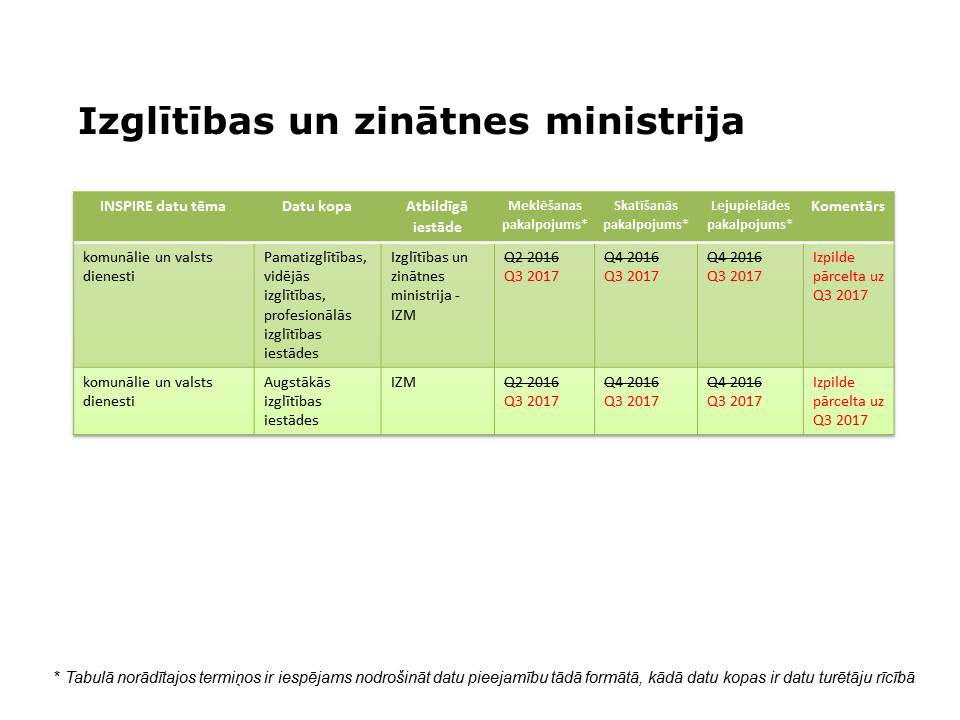 Izglītības un zinātnes ministrija
INSPIRE datu tēma
Datu kopa
Atbildīgā
iestāde
Meklēšanas
pakalpojums*
Skatīšanās
pakalpojums*
Lejupielādes
pakalpojums*
Komentārs
komunālie un valsts
dienesti
Pamatizglītības,
vidējās
izglītības,
profesionālās
izglītības
iestādes
Izglītības un
zinātnes
ministrija -
IZM
Q2 2016
Q3 2017
Q4 2016
Q3 2017
Q4 2016
Q3 2017
Izpilde
pārcelta uz
Q3 2017
komunālie un valsts
dienesti
Augstākās
izglītības
iestādes
IZM
Q2 2016
Q3 2017
Q4 2016
Q3 2017
Q4 2016
Q3 2017
Izpilde
pārcelta uz
Q3 2017
* Tabulā norādītajos termiņos ir iespējams nodrošināt datu pieejamību tādā formātā, kādā datu kopas ir datu turētāju rīcībā